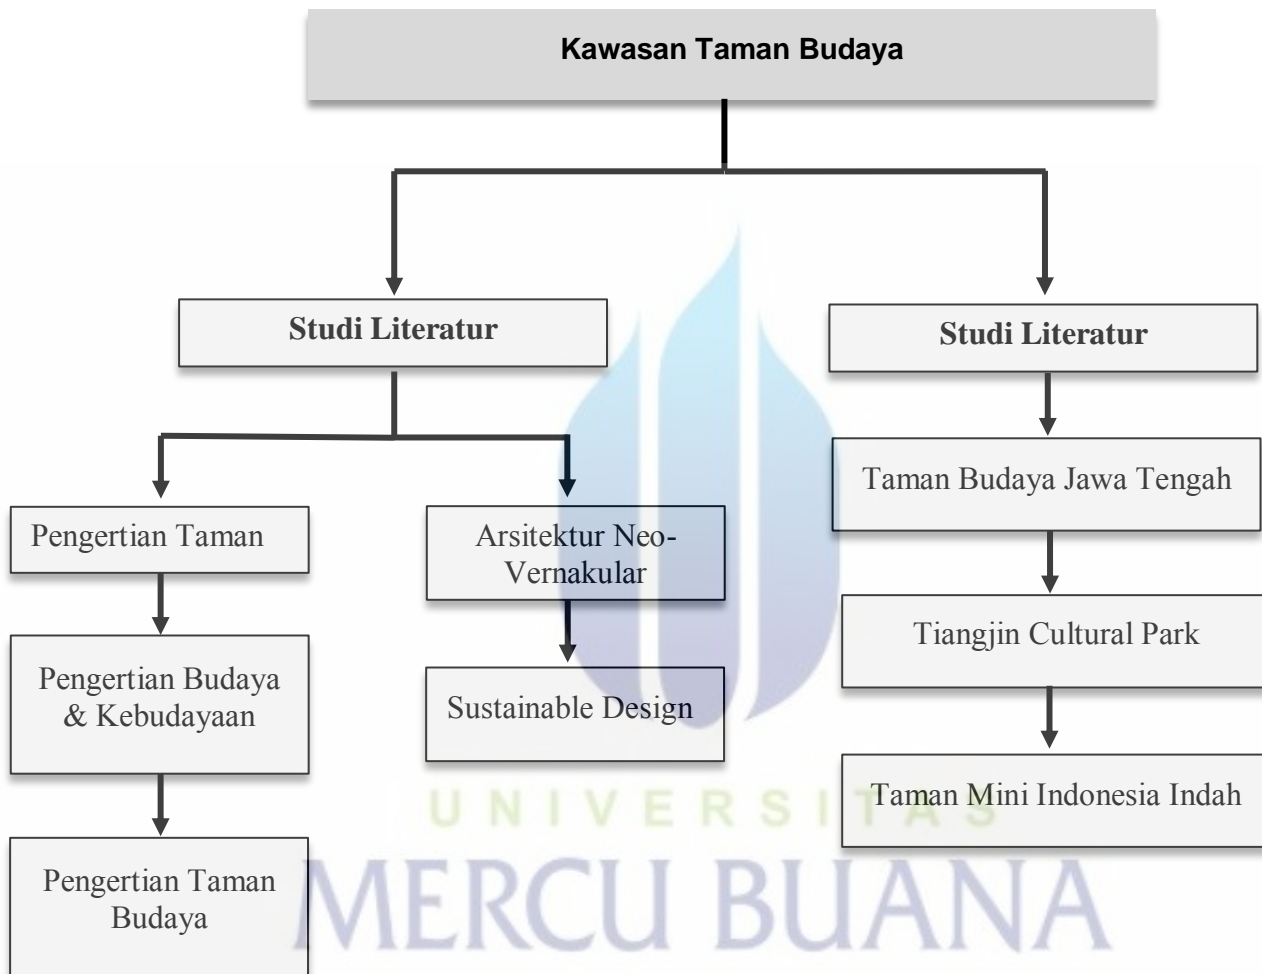 Kawasan Taman Budaya
Studi Literatur
Studi Literatur
Pengertian Taman
Arsitektur Neo-
Vernakular
Taman Budaya Jawa Tengah
Pengertian Budaya
& Kebudayaan
Sustainable Design
Tiangjin Cultural Park
Pengertian Taman
Budaya
Taman Mini Indonesia Indah
UNIVERSITAS
MERCU BUANA